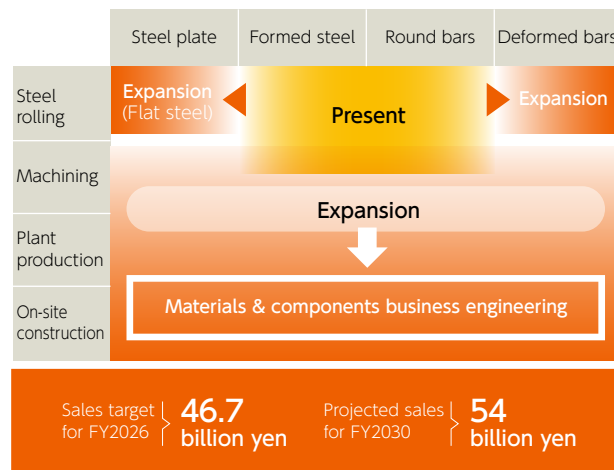 Steel plate
Formed steel
Round bars
Deformed bars
Steel
rolling
Expansion
(Flat steel)
Present
Expansion
Machining
Expansion
Plant
production
Materials & components business engineering
On-site
construction
Sales target
for FY2026
46.7
billion yen
Projected sales
for FY2030
54
billion yen